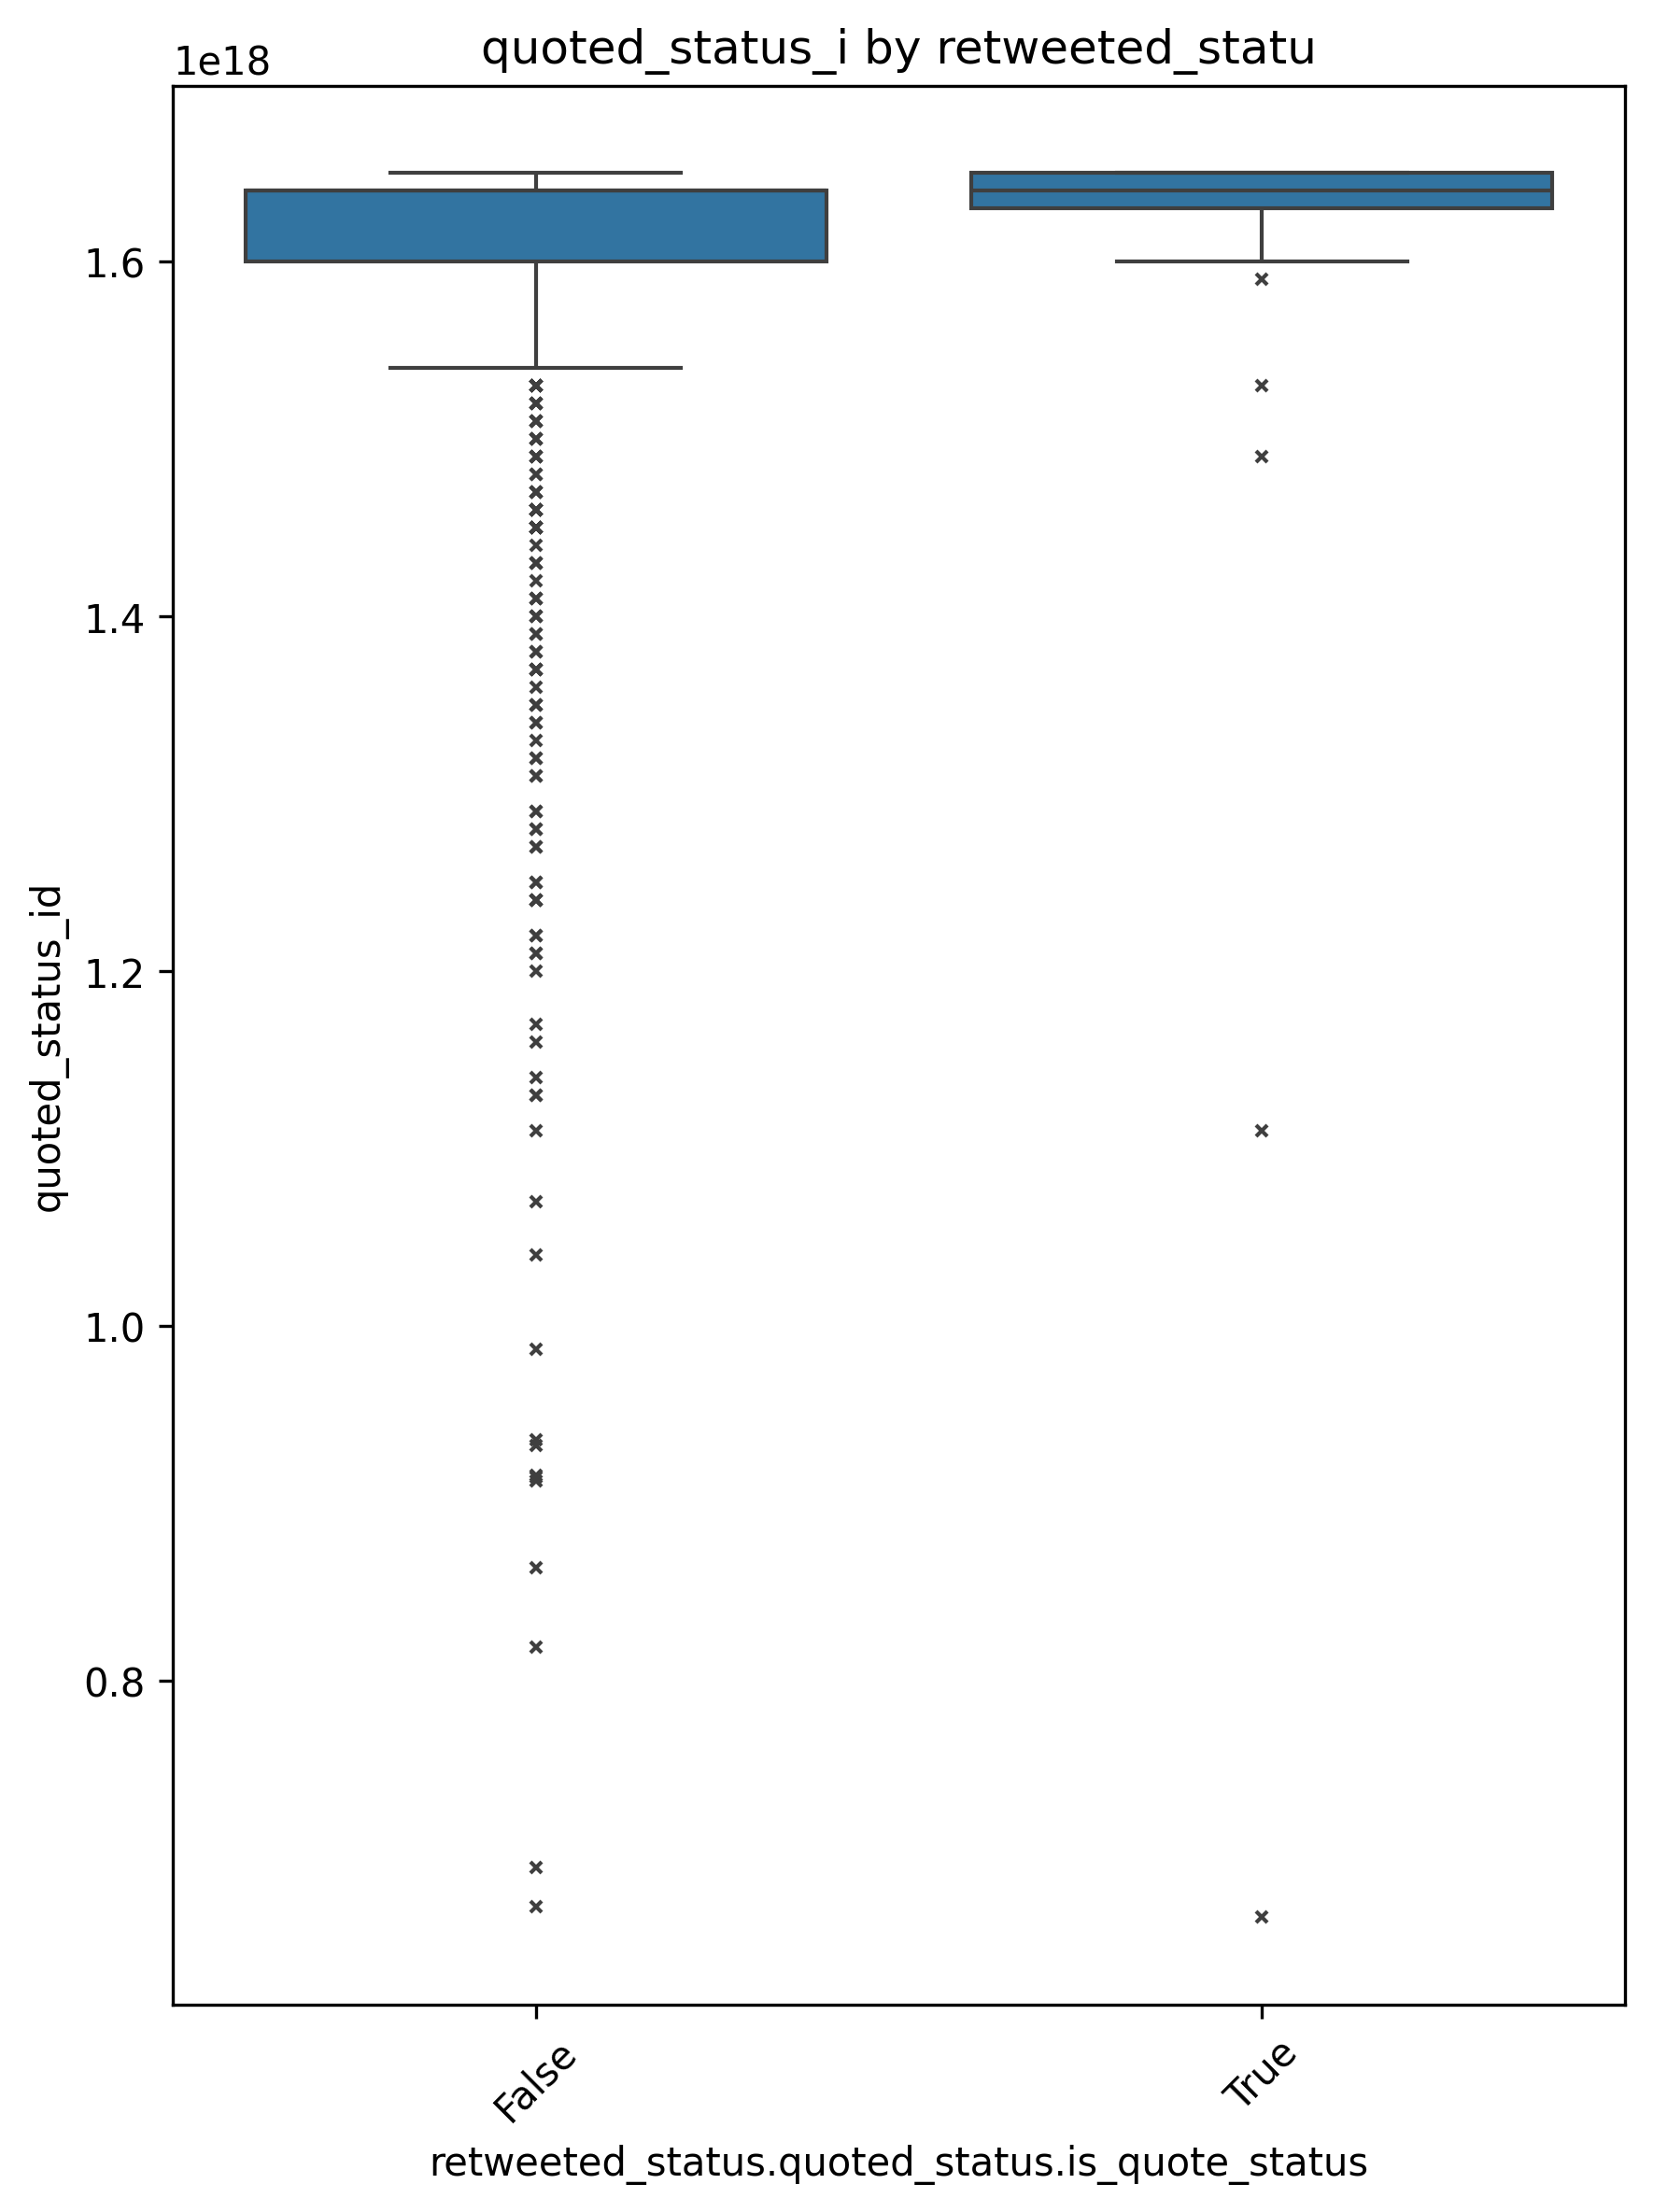 quoted_status_i by retweeted_statu
1e18
1.6
1.4
1.2
1.0
0.8
quoted_status_id
False
True
retweeted_status.quoted_status.is_quote_status